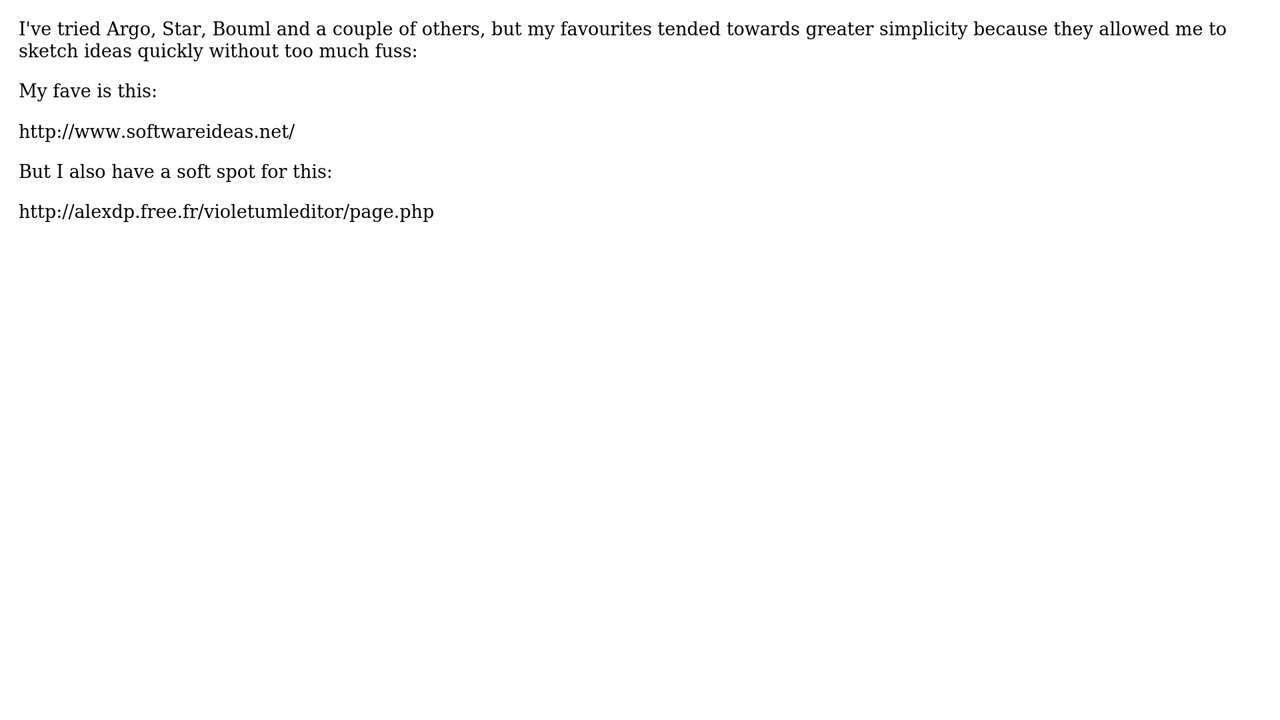 I've tried Argo, Star, Bouml and a couple of others, but my favourites tended towards greater simplicity because they allowed me to
sketch ideas quickly without too much fuss:
My fave is this:
http://www.softwareideas.net/
But I also have a soft spot for this:
http://alexdp.free.fr/violetumleditor/page.php